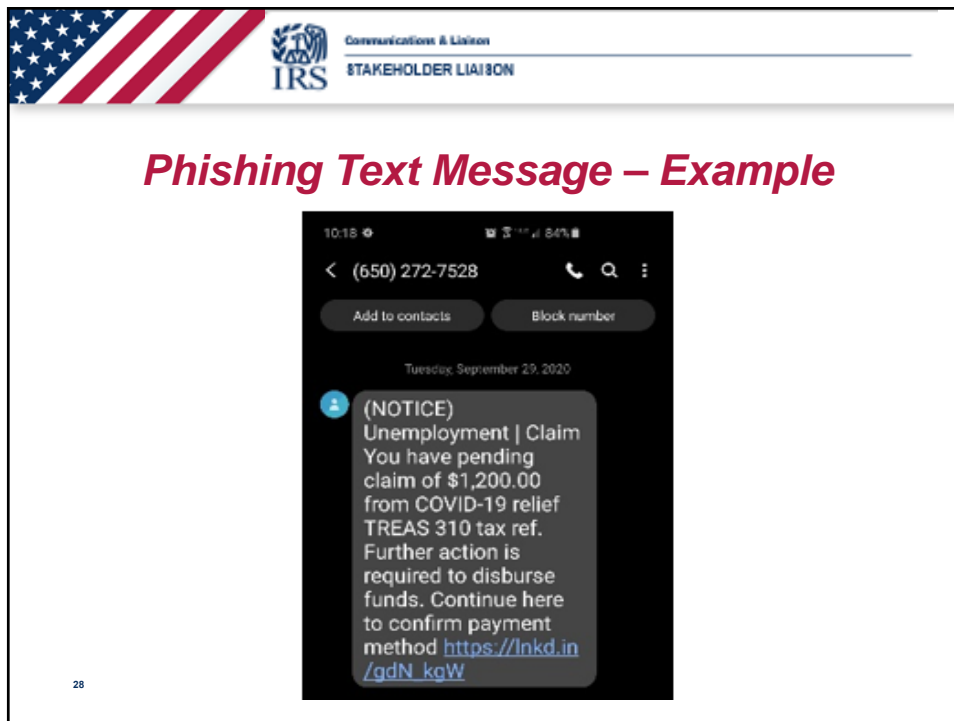 Communications & Liaison
IRS
STAKEHOLDER LIAISON
Phishing Text Message – Example
10:18
84%
(650) 272-7528
Add to contacts
Block number
Tuesday, September 29, 2020
(NOTICE)
Unemployment | Claim
You have pending
claim of $1,200.00
from COVID-19 relief
TREAS 310 tax ref.
Further action is
required to disburse
funds. Continue here
to confirm payment
method https://lnkd.in
/gdN_kgW
28